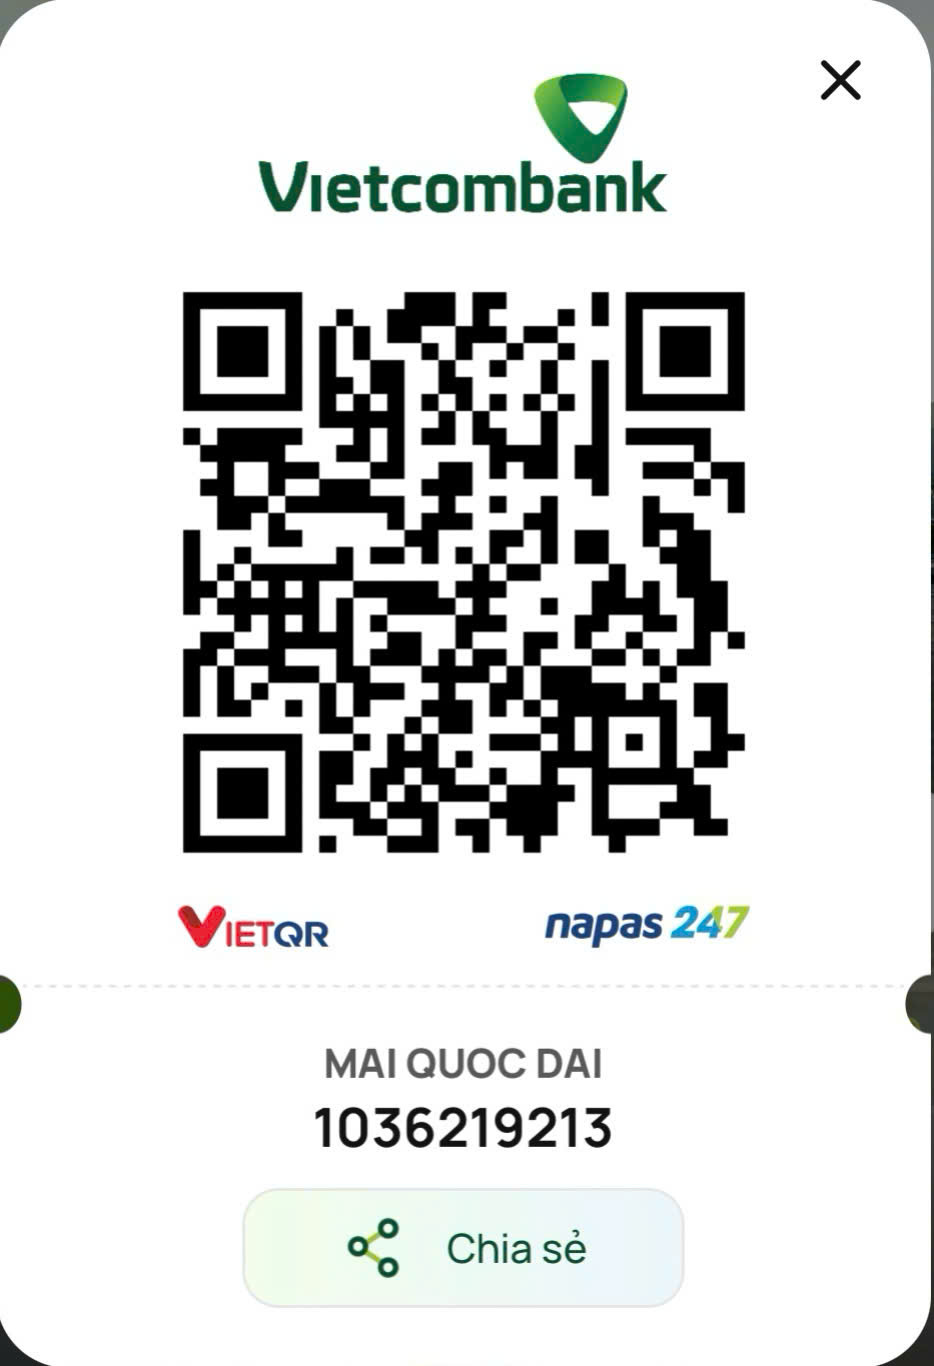 Vietcombank
VIETQR
napas 247
MAI QUOC DAI
1036219213
Chia sẻ